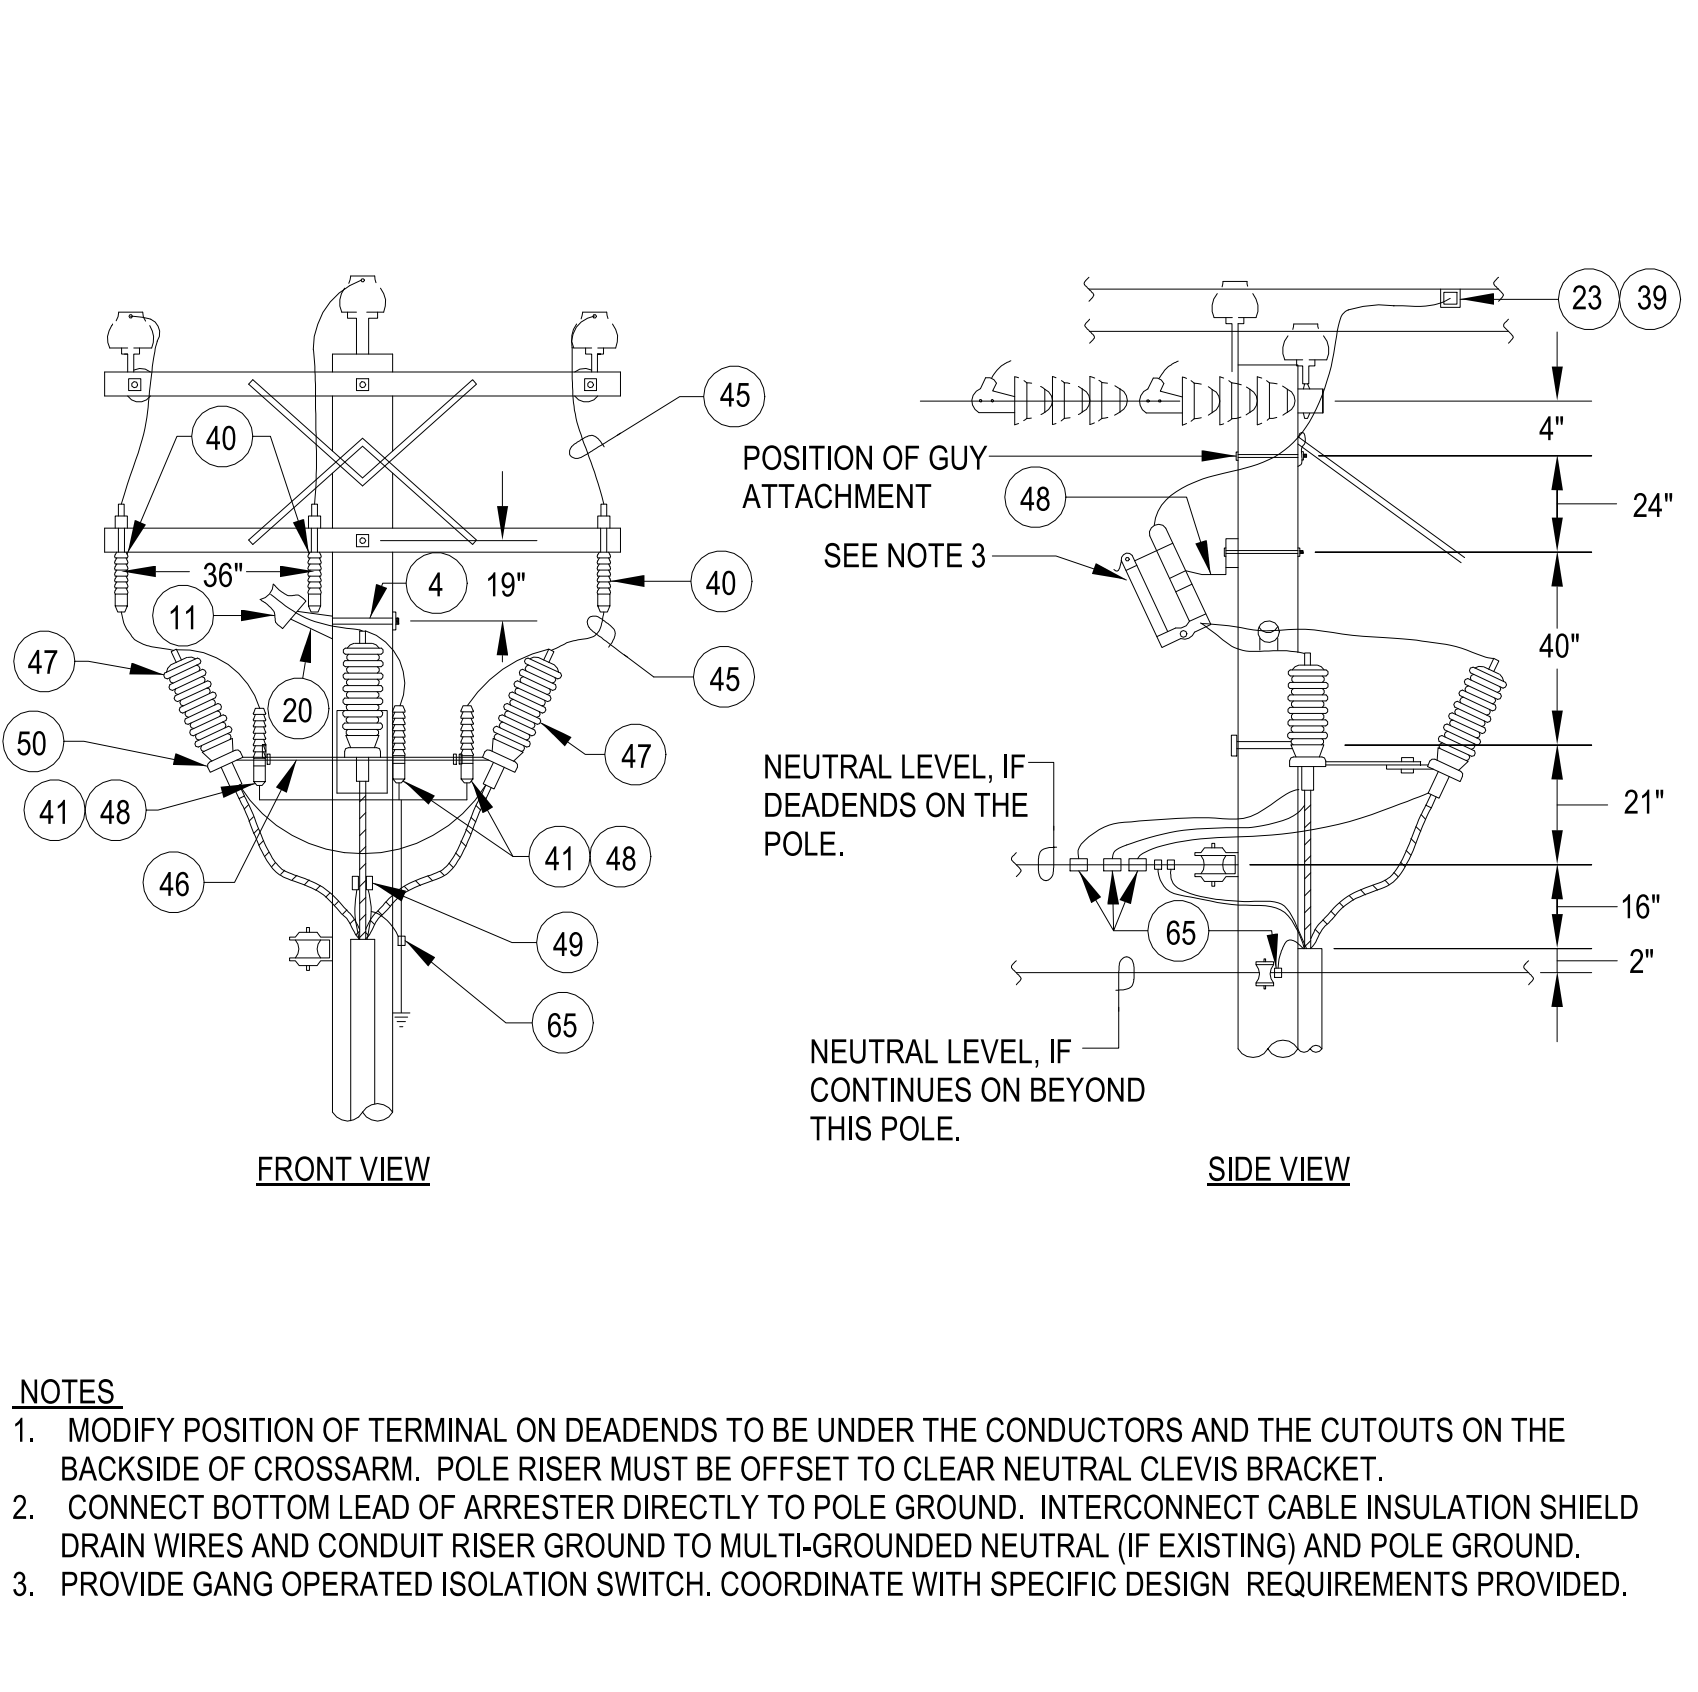 23 39
45
40
4"
POSITION OF GUY
ATTACHMENT
48
24"
SEE NOTE 3
36"
4
19"
40
11
40"
47
45
20
50
47
NEUTRAL LEVEL, IF
DEADENDS ON THE
POLE.
21"
41 48
41 48
46
16"
49
65
2"
65
NEUTRAL LEVEL, IF
CONTINUES ON BEYOND
THIS POLE.
FRONT VIEW
SIDE VIEW
NOTES
1. MODIFY POSITION OF TERMINAL ON DEADENDS TO BE UNDER THE CONDUCTORS AND THE CUTOUTS ON THE
BACKSIDE OF CROSSARM. POLE RISER MUST BE OFFSET TO CLEAR NEUTRAL CLEVIS BRACKET.
2. CONNECT BOTTOM LEAD OF ARRESTER DIRECTLY TO POLE GROUND. INTERCONNECT CABLE INSULATION SHIELD
DRAIN WIRES AND CONDUIT RISER GROUND TO MULTI-GROUNDED NEUTRAL (IF EXISTING) AND POLE GROUND.
3. PROVIDE GANG OPERATED ISOLATION SWITCH. COORDINATE WITH SPECIFIC DESIGN REQUIREMENTS PROVIDED.